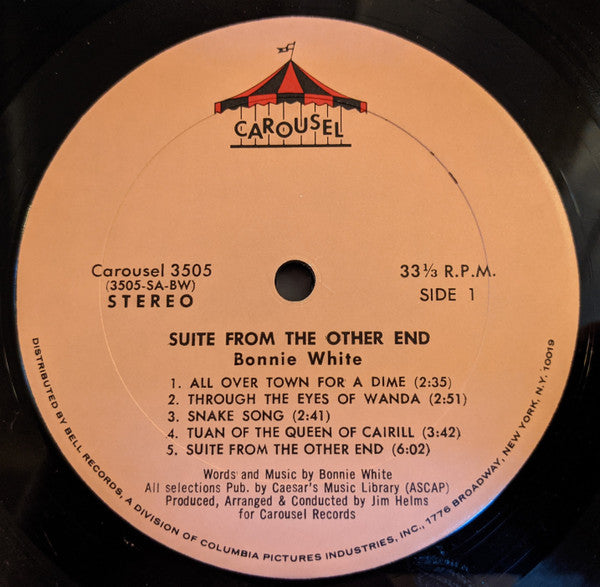 CAROUSEL
Carousel 3505
(3505-SA-BW)
STEREO
33⅓ R.P.M.
SIDE 1
SUITE FROM THE OTHER END
Bonnie White
1. ALL OVER TOWN FOR A DIME (2:35)
2. THROUGH THE EYES OF WANDA (2:51)
3. SNAKE SONG (2:41)
4. TUAN OF THE QUEEN OF CAIRILL (3:42)
5. SUITE FROM THE OTHER END (6:02)
Words and Music by Bonnie White
All selections Pub. by Caesar's Music Library (ASCAP)
Produced, Arranged & Conducted by Jim Helms
for Carousel Records
DISTRIBUTED BY BELL RECORDS, A DIVISION OF COLUMBIA PICTURES INDUSTRIES, INC., 1776 BROADWAY, NEW YORK, N.Y. 10019